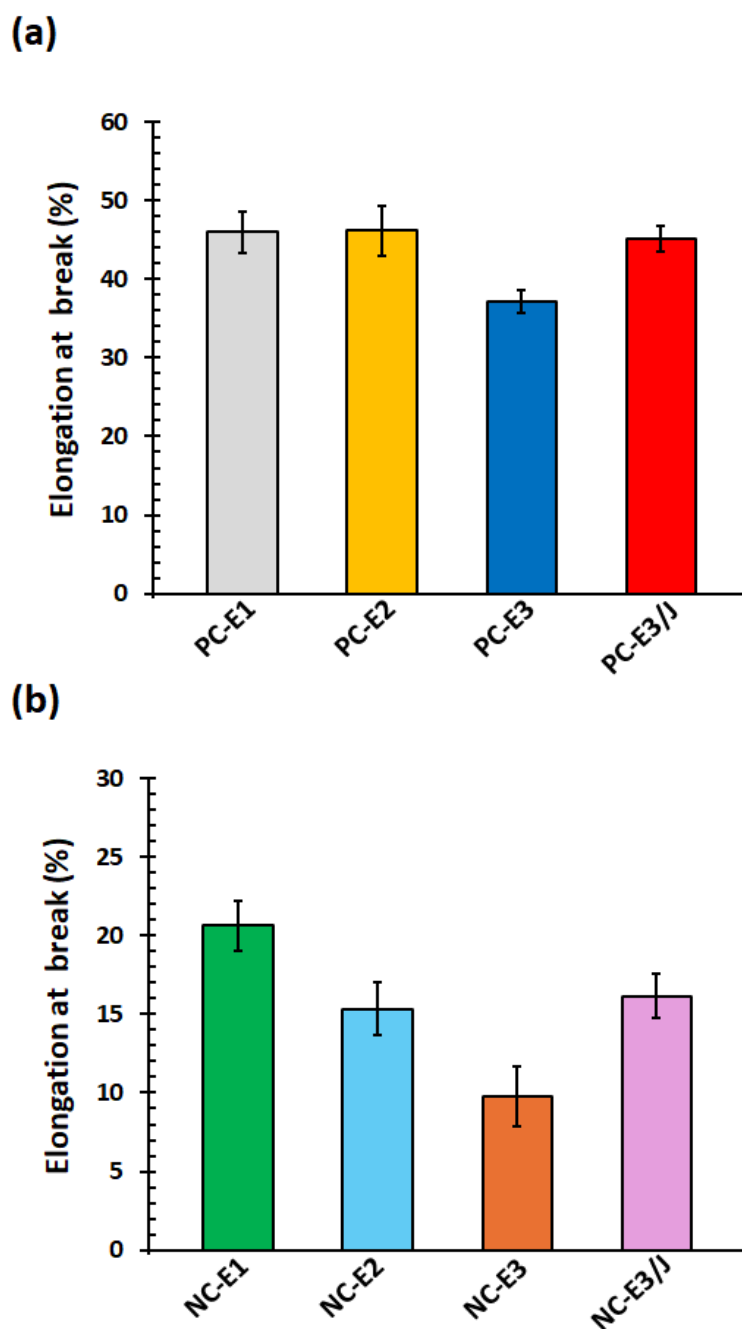 (a)
Elongation at break (%)
60
50
40
30
20
10
0
PC-E1
PC-E2
PC-E3
PC-E3/J
(b)
Elongation at break (%)
30
25
20
15
10
5
0
NC-E1
NC-E2
NC-E3
NC-E3/J